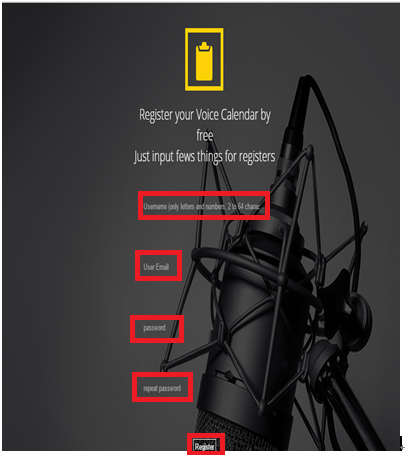 Register your Voice Calendar by
free
Just input fews things for registers
Username (only letters and numbers, 2 to 64 charac
User Email
password
repeat password
Register